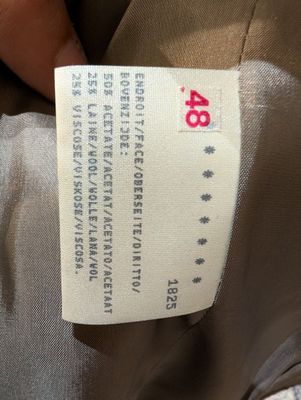 48
* * * * * * *
1825
ENDROIT/FACE/OBERSEITE/DIRITTO/
BOVENZIJDE:
50% ACETATE/ACETAT/ACETATO/ACETAAT
25% LAINE/WOOL/WOLLE/LANA/WOL
25% VISCOSE/VISKOSE/VISCOSA.